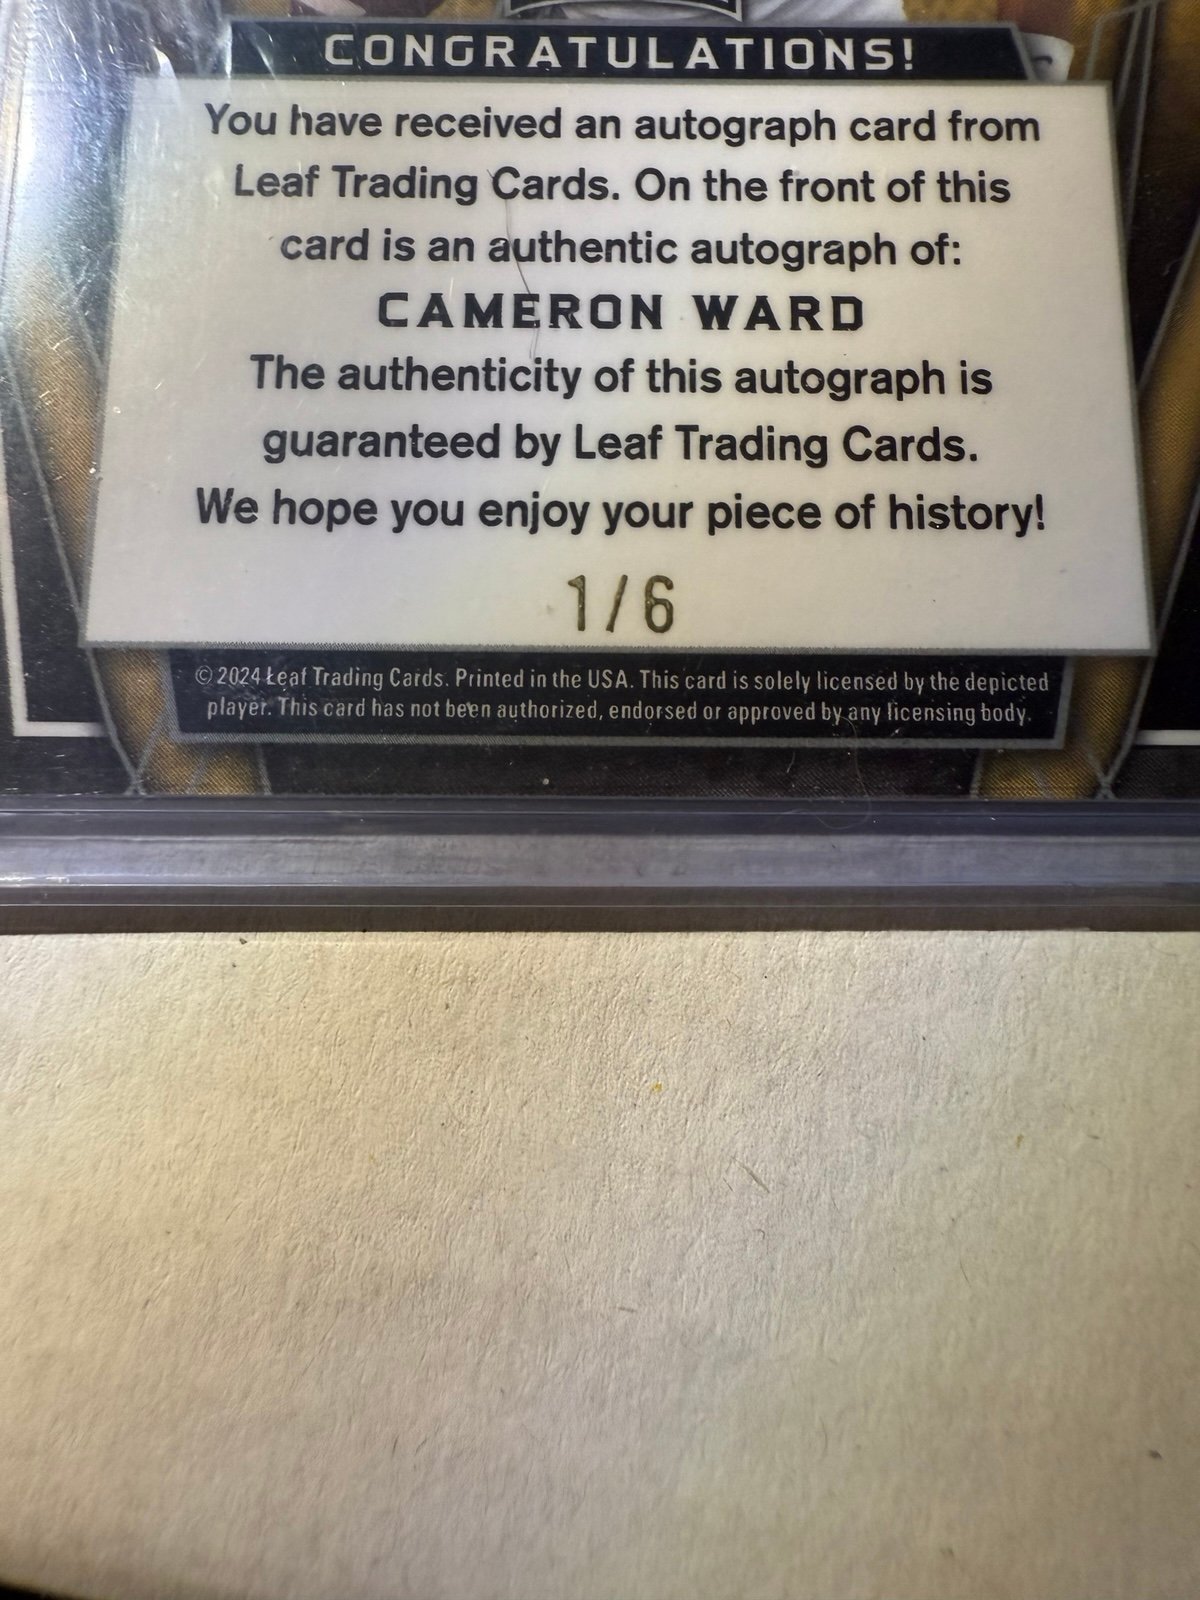 CONGRATULATIONS!
You have received an autograph card from
Leaf Trading Cards. On the front of this
card is an authentic autograph of:
CAMERON WARD
The authenticity of this autograph is
guaranteed by Leaf Trading Cards.
We hope you enjoy your piece of history!
1/6
© 2024 Leaf Trading Cards. Printed in the USA. This card is solely licensed by the depicted
player. This card has not been authorized, endorsed or approved by any licensing body.